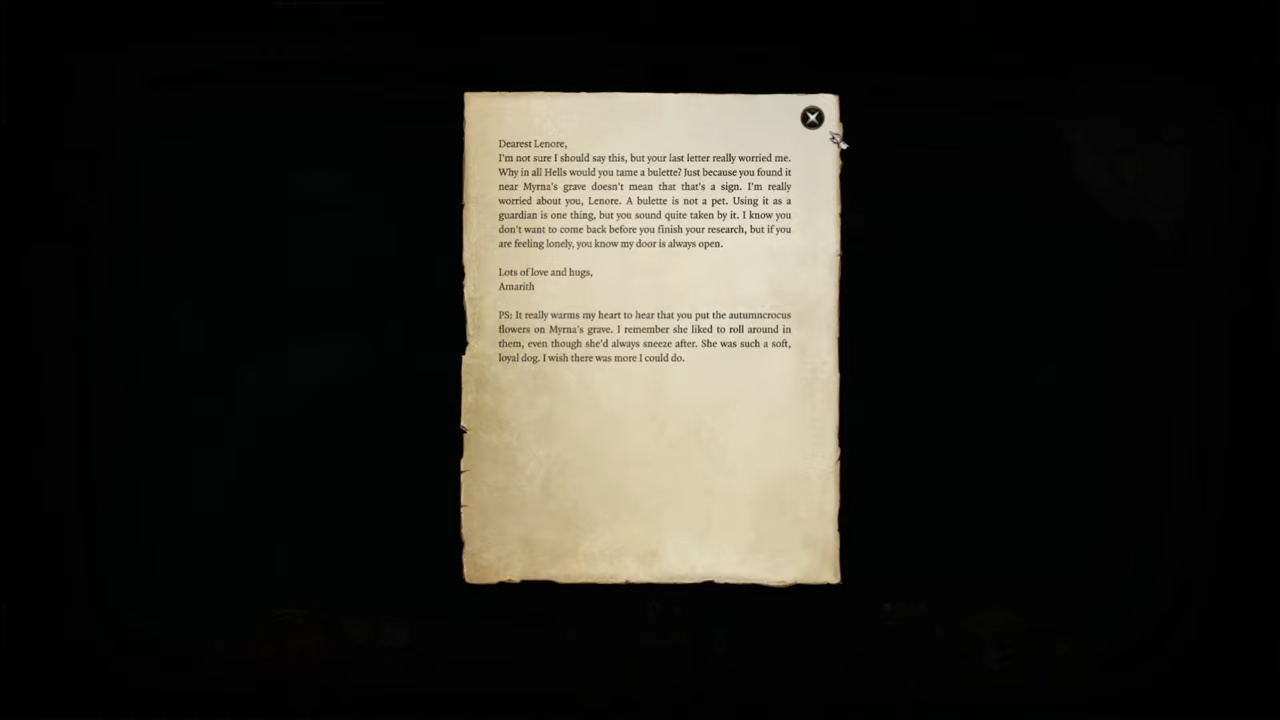 Dearest Lenore,
I'm not sure I should say this, but your last letter really worried me.
Why in all Hells would you tame a bulette? Just because you found it
near Myrna's grave doesn't mean that that's a sign. I'm really
worried about you, Lenore. A bulette is not a pet. Using it as a
guardian is one thing, but you sound quite taken by it. I know you
don't want to come back before you finish your research, but if you
are feeling lonely, you know my door is always open.
Lots of love and hugs,
Amarith
PS: It really warms my heart to hear that you put the autumncrocus
flowers on Myrna's grave. I remember she liked to roll around in
them, even though she'd always sneeze after. She was such a soft,
loyal dog. I wish there was more I could do.